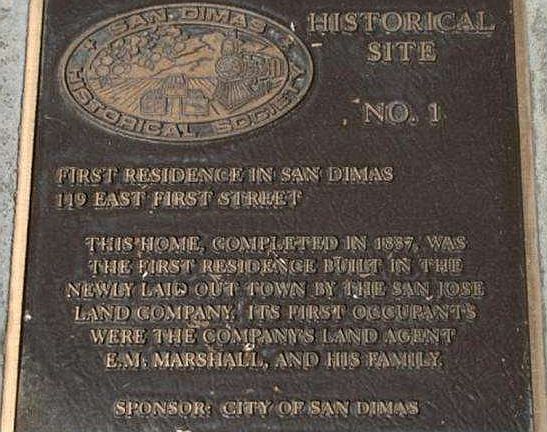 SAN DIMAS
HISTORICAL SOCIETY
HISTORICAL
SITE
NO. 1
FIRST RESIDENCE IN SAN DIMAS
119 EAST FIRST STREET
THIS HOME, COMPLETED IN 1887, WAS
THE FIRST RESIDENCE BUILT IN THE
NEWLY LAID OUT TOWN BY THE SAN JOSE
LAND COMPANY. ITS FIRST OCCUPANTS
WERE THE COMPANY'S LAND AGENT
E.M. MARSHALL, AND HIS FAMILY.
SPONSOR: CITY OF SAN DIMAS